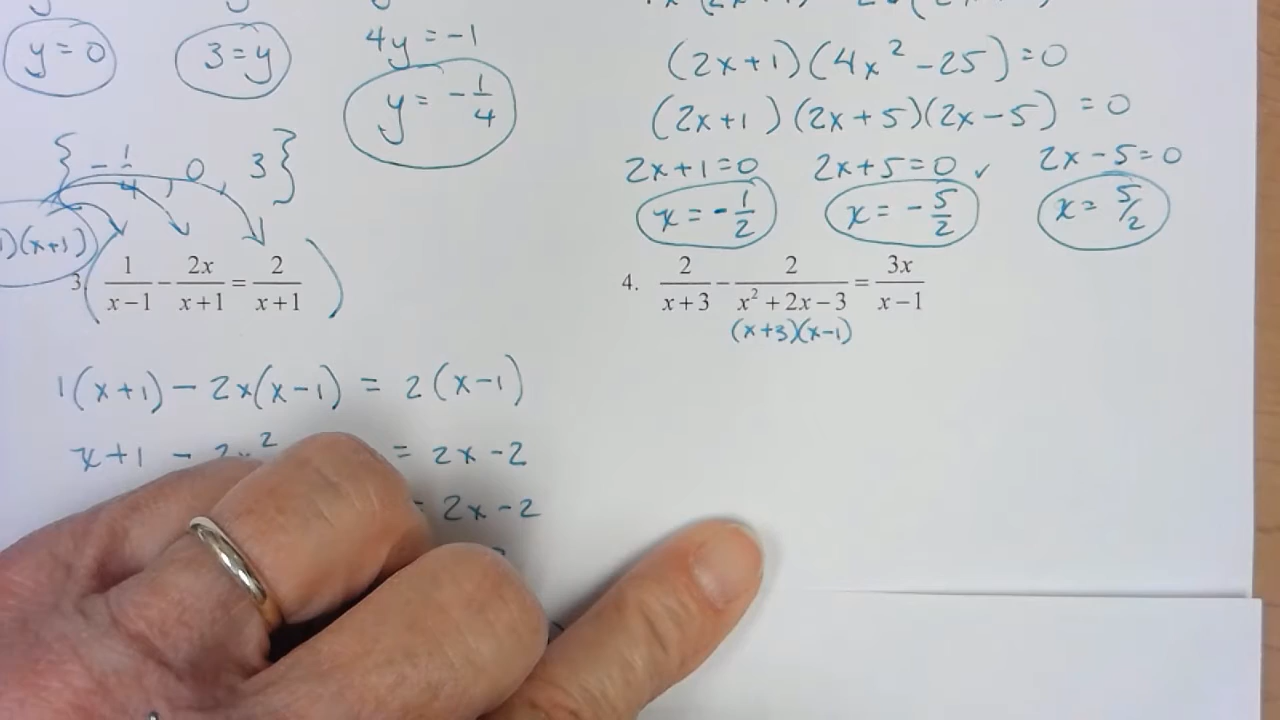 y = 0
3 = y
4y = -1
y = -1/4
{ -1/4, 0, 3 }
)(x+1)
3. ( 1/(x-1) - 2x/(x+1) = 2/(x+1) )
1(x+1) - 2x(x-1) = 2(x-1)
x+1 - 2x² = 2x-2
= 2x-2
(2x+1)(4x²-25)=0
(2x+1)(2x+5)(2x-5) = 0
2x+1=0 2x+5=0 ✓ 2x-5=0
x = -1/2 x = -5/2 x = 5/2
4. 2/(x+3) - 2/(x²+2x-3) = 3x/(x-1)
(x+3)(x-1)